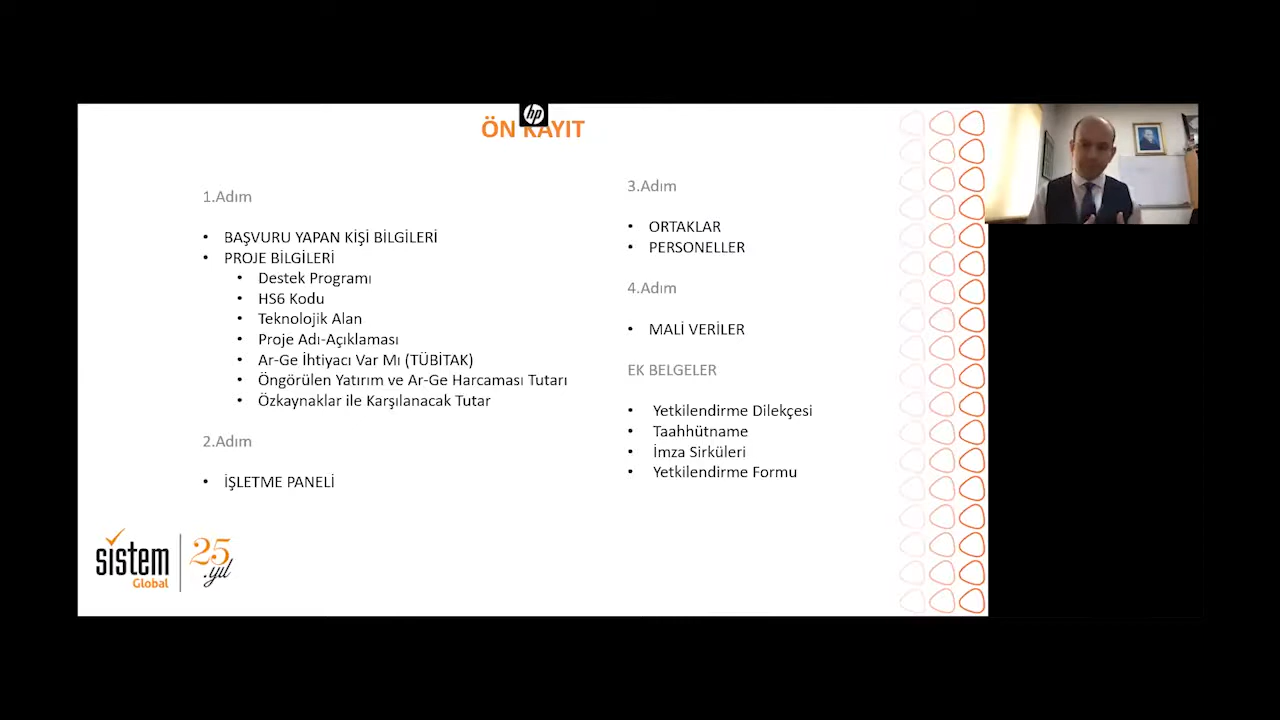 ÖN KAYIT
hp
1.Adım
• BAŞVURU YAPAN KİŞİ BİLGİLERİ
• PROJE BİLGİLERİ
• Destek Programı
• HS6 Kodu
• Teknolojik Alan
• Proje Adı-Açıklaması
• Ar-Ge İhtiyacı Var Mı (TÜBİTAK)
• Öngörülen Yatırım ve Ar-Ge Harcaması Tutarı
• Özkaynaklar ile Karşılanacak Tutar
2.Adım
• İŞLETME PANELİ
3.Adım
• ORTAKLAR
• PERSONELLER
4.Adım
• MALİ VERİLER
EK BELGELER
• Yetkilendirme Dilekçesi
• Taahhütname
• İmza Sirküleri
• Yetkilendirme Formu
sistem
Global
25
.yıl